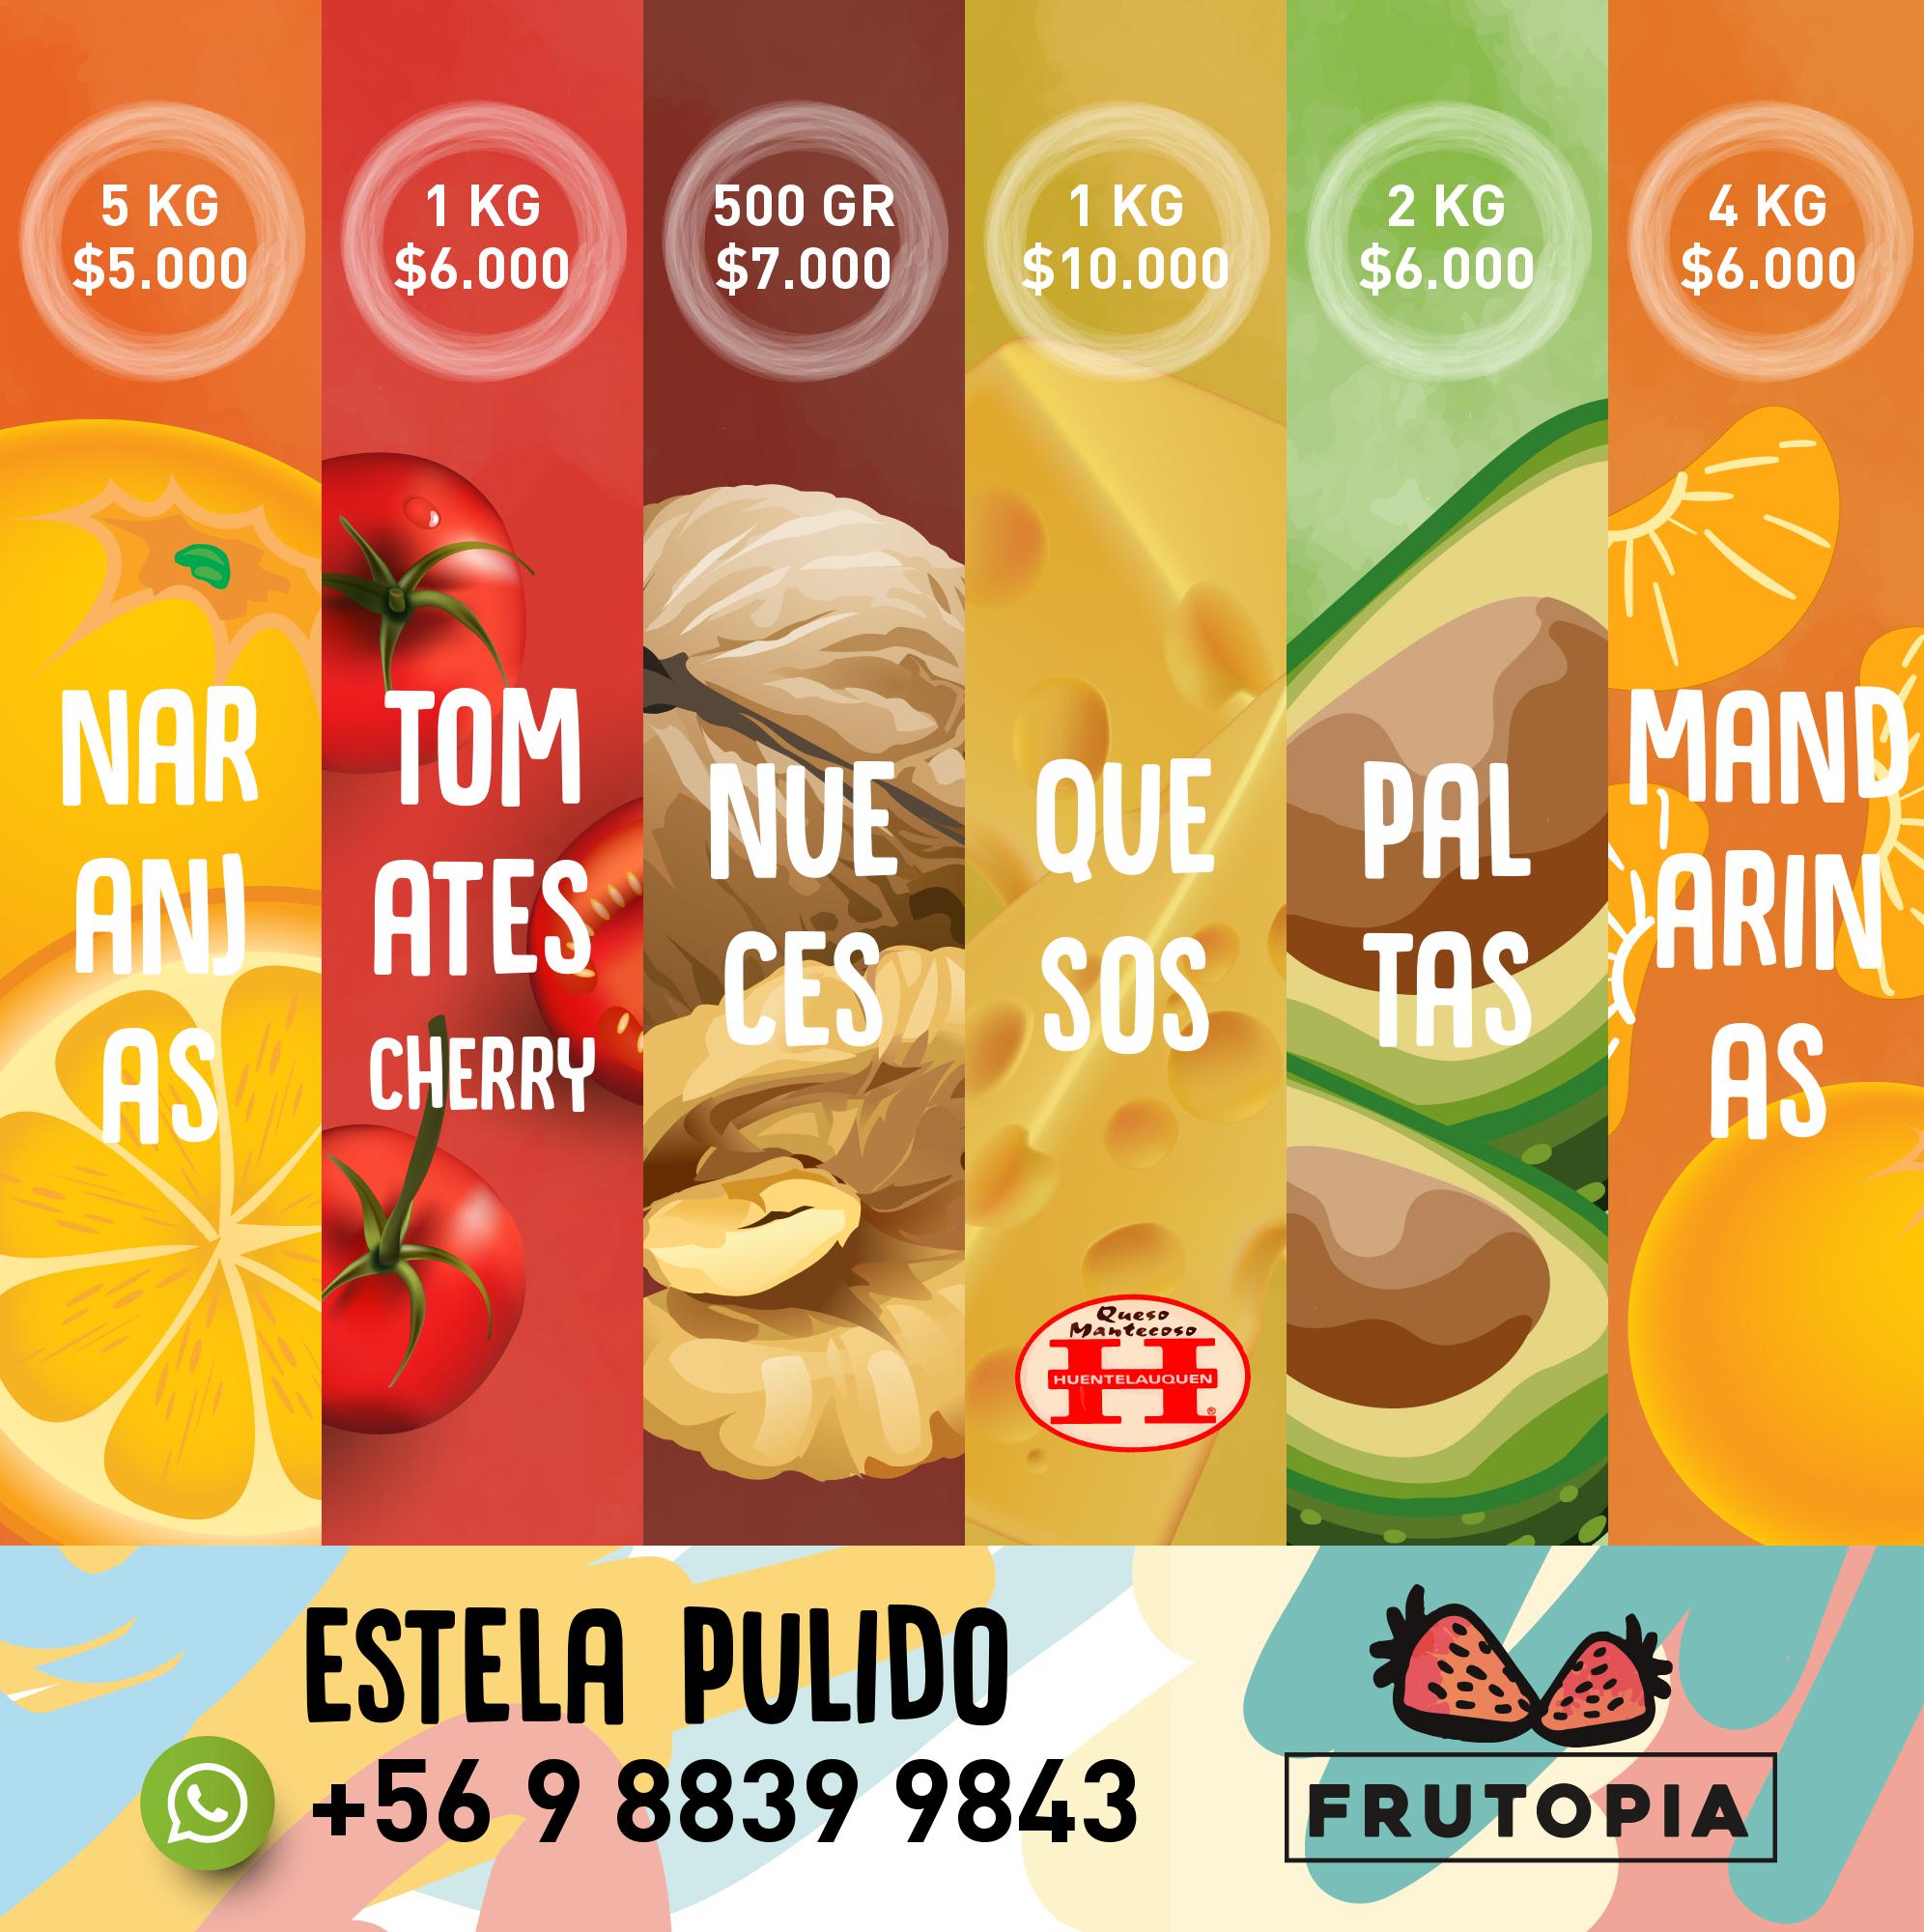 5 KG
$5.000
NAR
ANJ
AS
1 KG
$6.000
TOM
ATES
CHERRY
500 GR
$7.000
NUE
CES
1 KG
$10.000
QUE
SOS
Queso
Mantecoso
H
HUENTELAUQUEN
®
2 KG
$6.000
PAL
TAS
4 KG
$6.000
MAND
ARIN
AS
ESTELA PULIDO
+56 9 8839 9843
FRUTOPIA